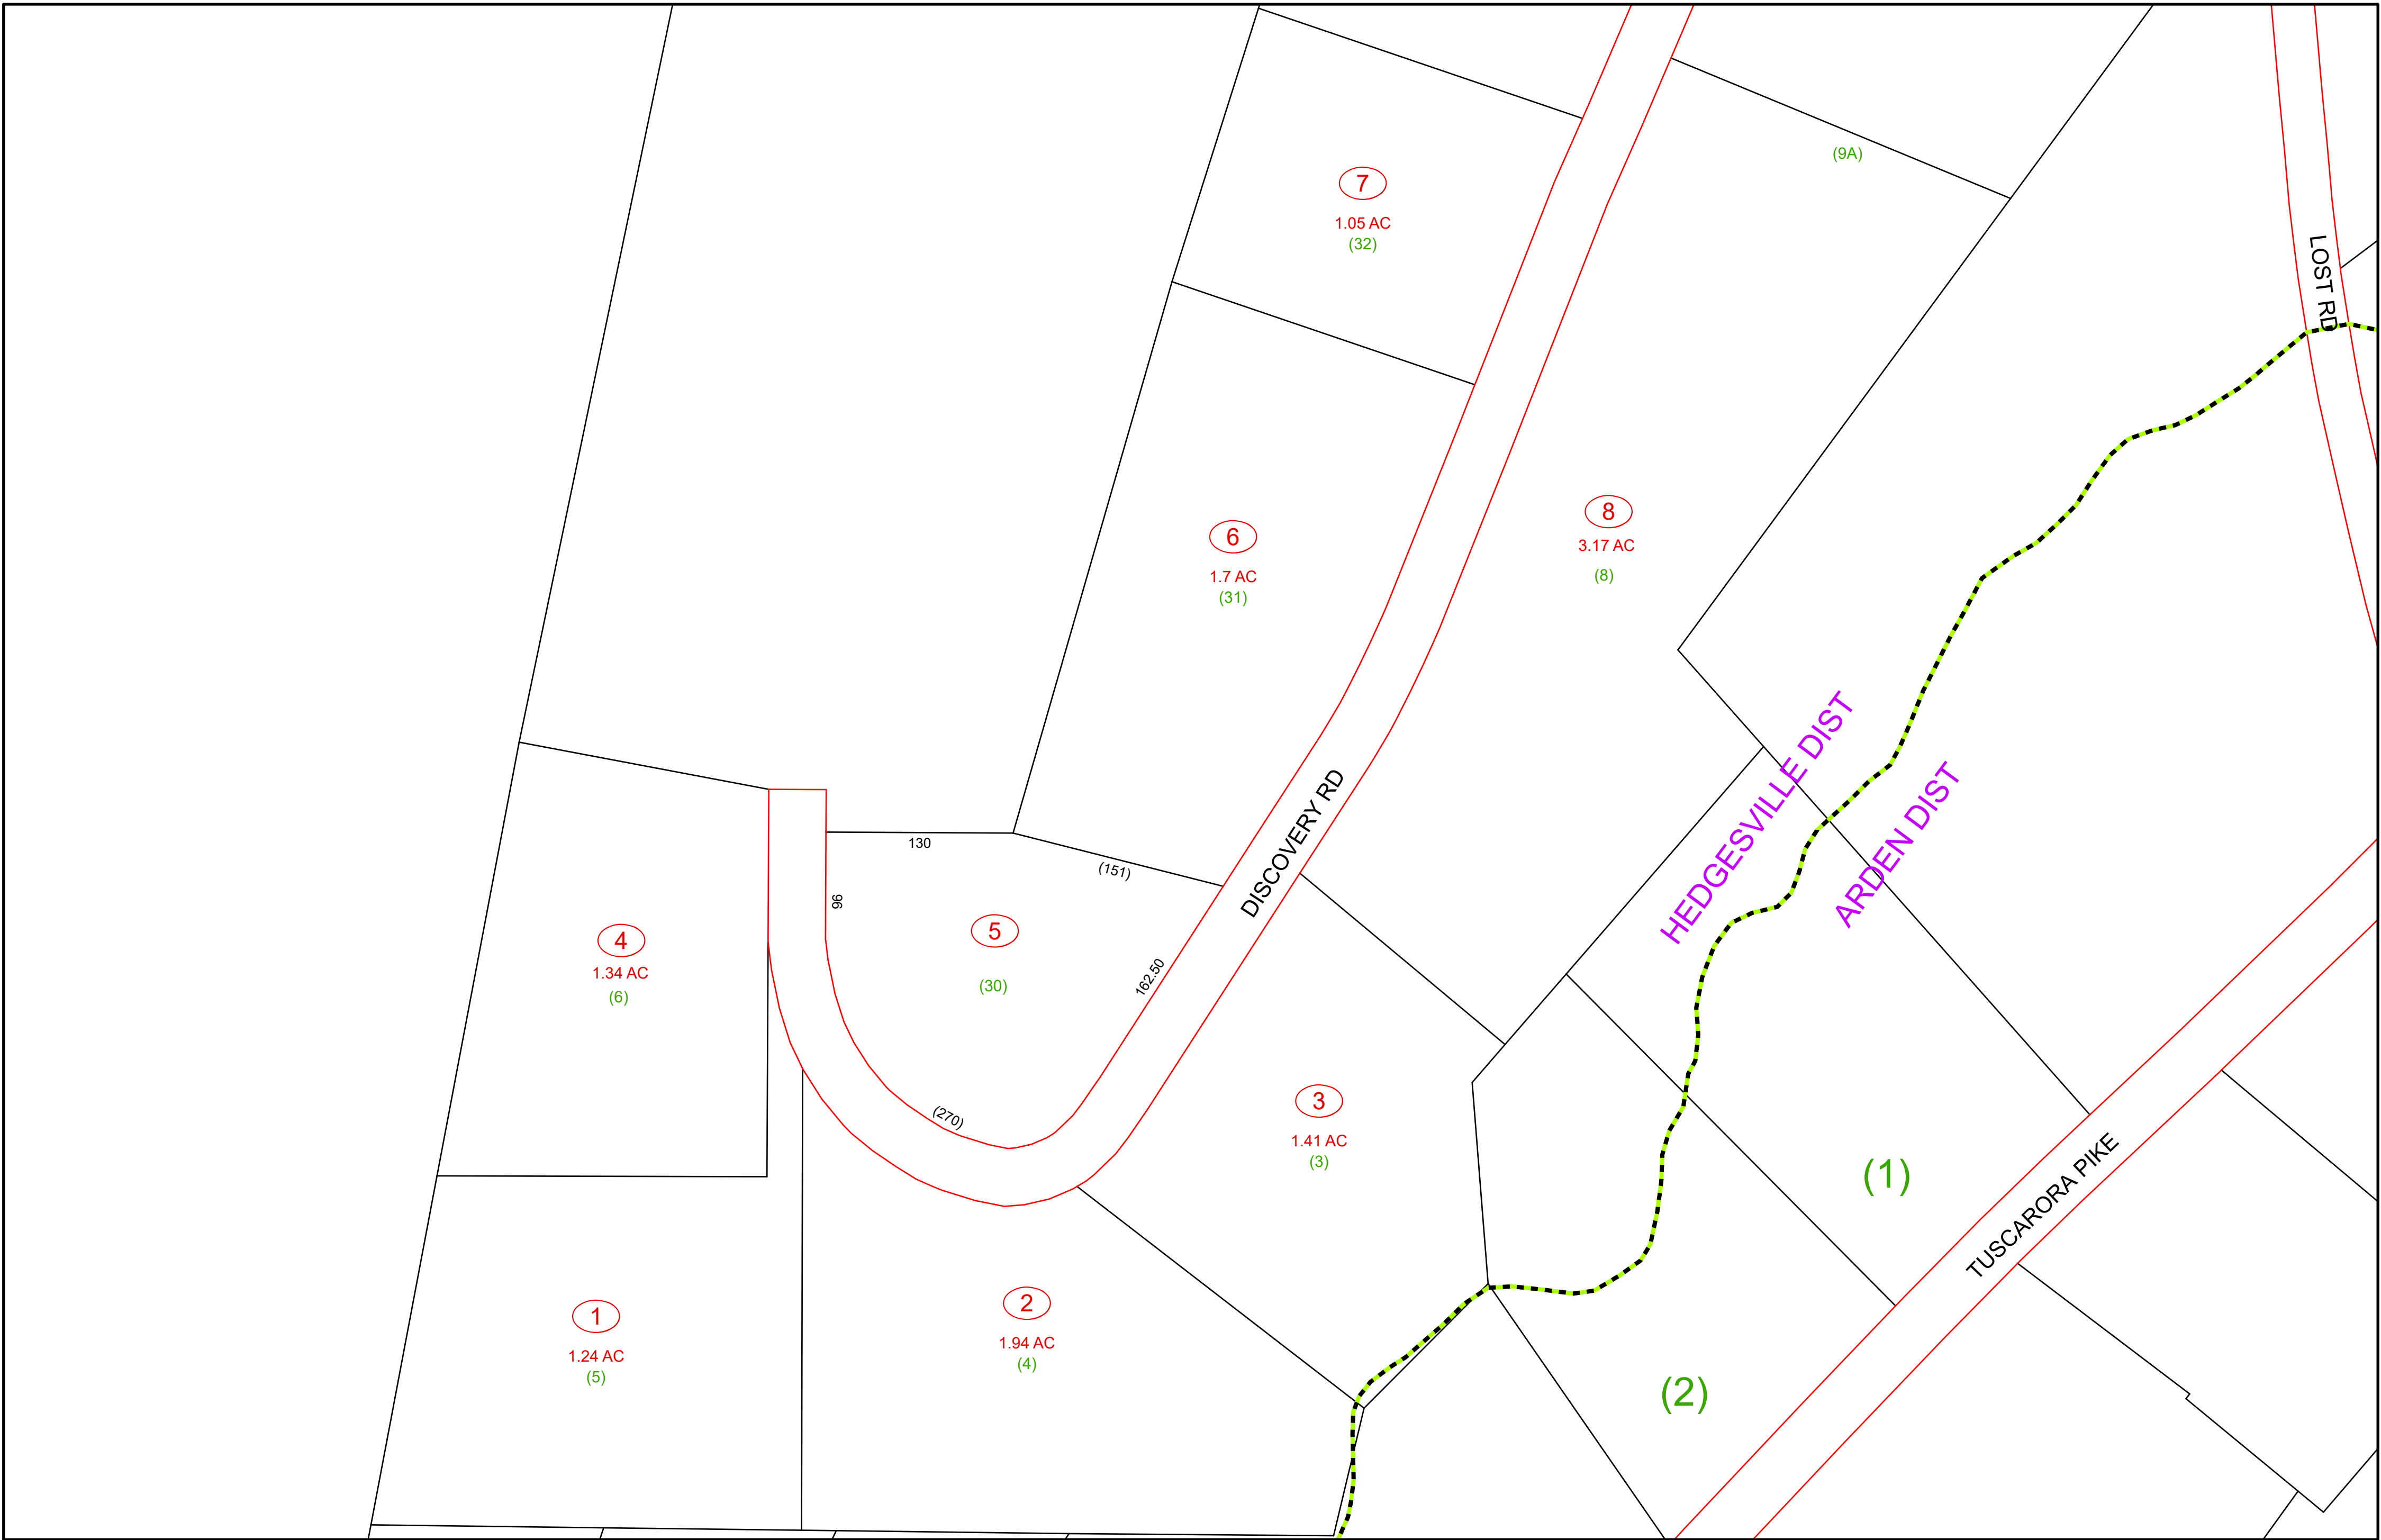 (9A)
7
1.05 AC
(32)
LOST RD
8
3.17 AC
(8)
6
1.7 AC
(31)
HEDGESVILLE DIST
ARDEN DIST
DISCOVERY RD
130
(151)
96
5
(30)
162.50
(270)
4
1.34 AC
(6)
3
1.41 AC
(3)
(1)
TUSCARORA PIKE
2
1.94 AC
(4)
1
1.24 AC
(5)
(2)